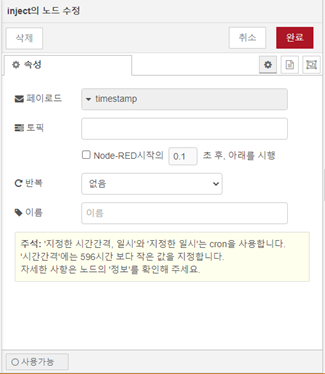 inject의 노드 수정
삭제 취소 완료
속성
페이로드 timestamp
토픽
Node-RED시작의 0.1 초 후, 아래를 시행
반복 없음
이름 이름
주석: '지정한 시간간격, 일시'와 '지정한 일시'는 cron을 사용합니다.
'시간간격'에는 596시간 보다 작은 값을 지정합니다.
자세한 사항은 노드의 '정보'를 확인해 주세요.
사용가능